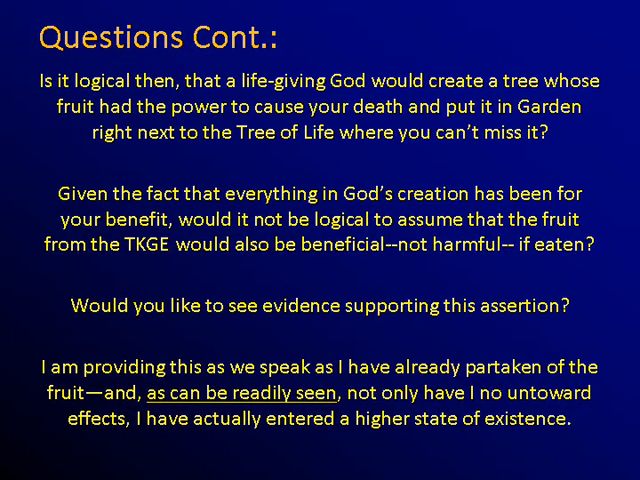 Questions Cont.:
Is it logical then, that a life-giving God would create a tree whose
fruit had the power to cause your death and put it in Garden
right next to the Tree of Life where you can't miss it?
Given the fact that everything in God's creation has been for
your benefit, would it not be logical to assume that the fruit
from the TKGE would also be beneficial--not harmful-- if eaten?
Would you like to see evidence supporting this assertion?
I am providing this as we speak as I have already partaken of the
fruit—and, as can be readily seen, not only have I no untoward
effects, I have actually entered a higher state of existence.